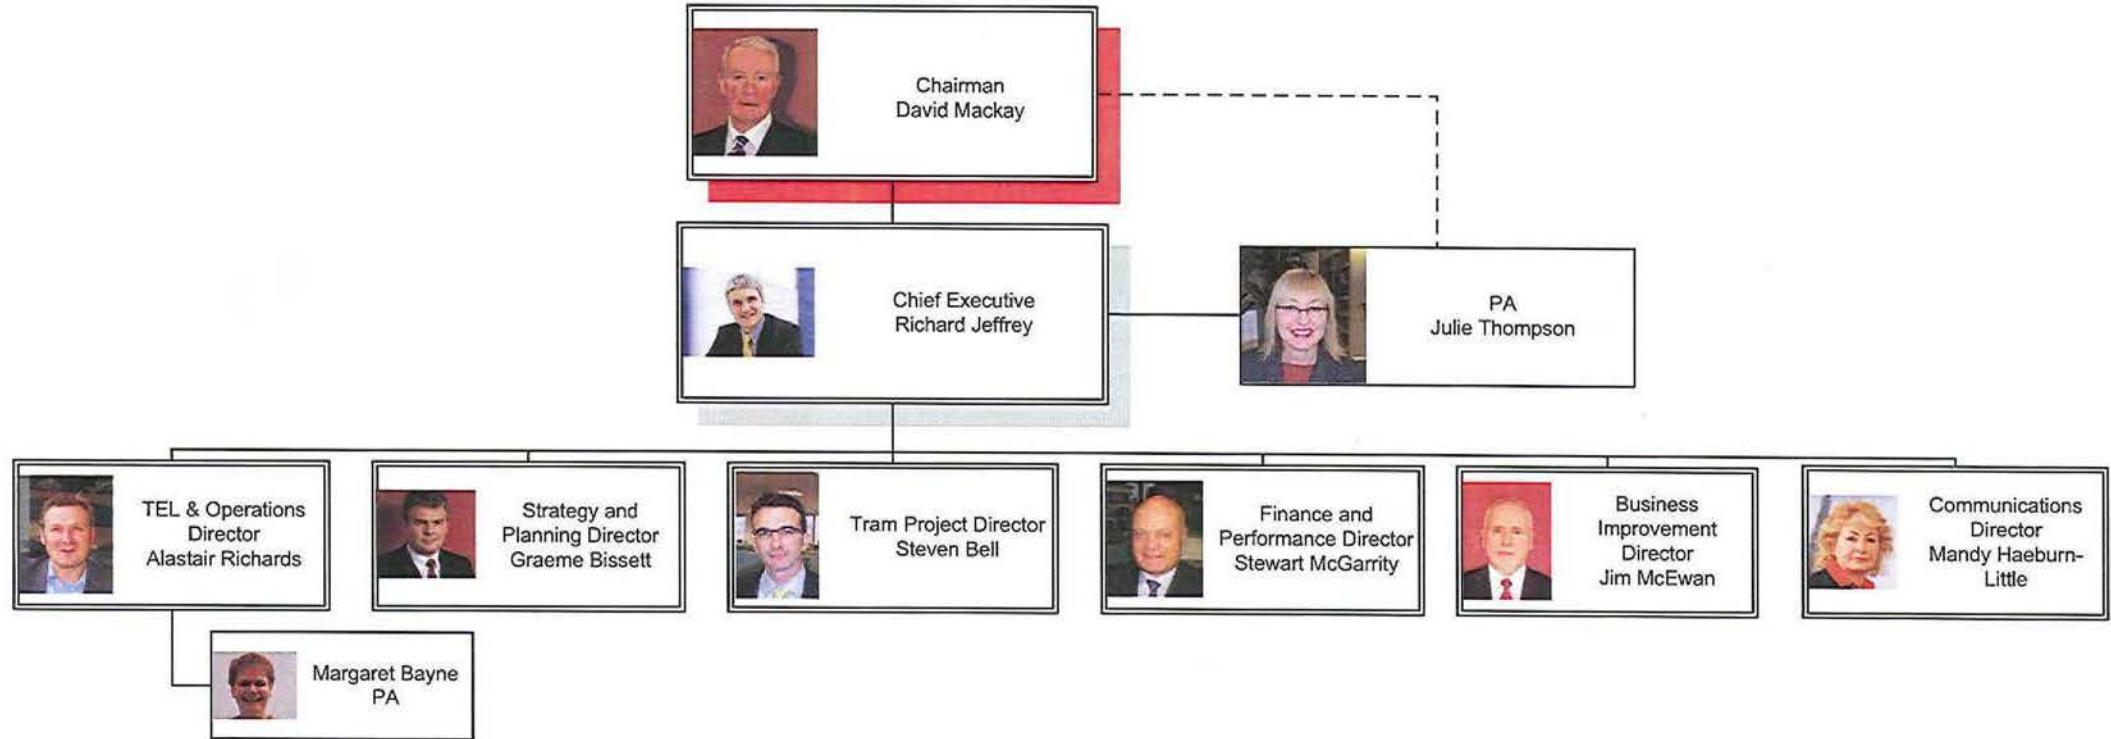 Chairman
David Mackay
Chief Executive
Richard Jeffrey
PA
Julie Thompson
TEL & Operations
Director
Alastair Richards
Strategy and
Planning Director
Graeme Bissett
Tram Project Director
Steven Bell
Finance and
Performance Director
Stewart McGarrity
Business
Improvement
Director
Jim McEwan
Communications
Director
Mandy Haeburn-
Little
Margaret Bayne
PA